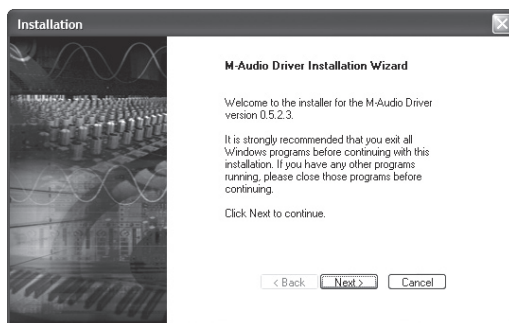 Installation
M-Audio Driver Installation Wizard
Welcome to the installer for the M-Audio Driver
version 0.5.2.3.
It is strongly recommended that you exit all
Windows programs before continuing with this
installation. If you have any other programs
running, please close those programs before
continuing.
Click Next to continue.
< Back Next > Cancel